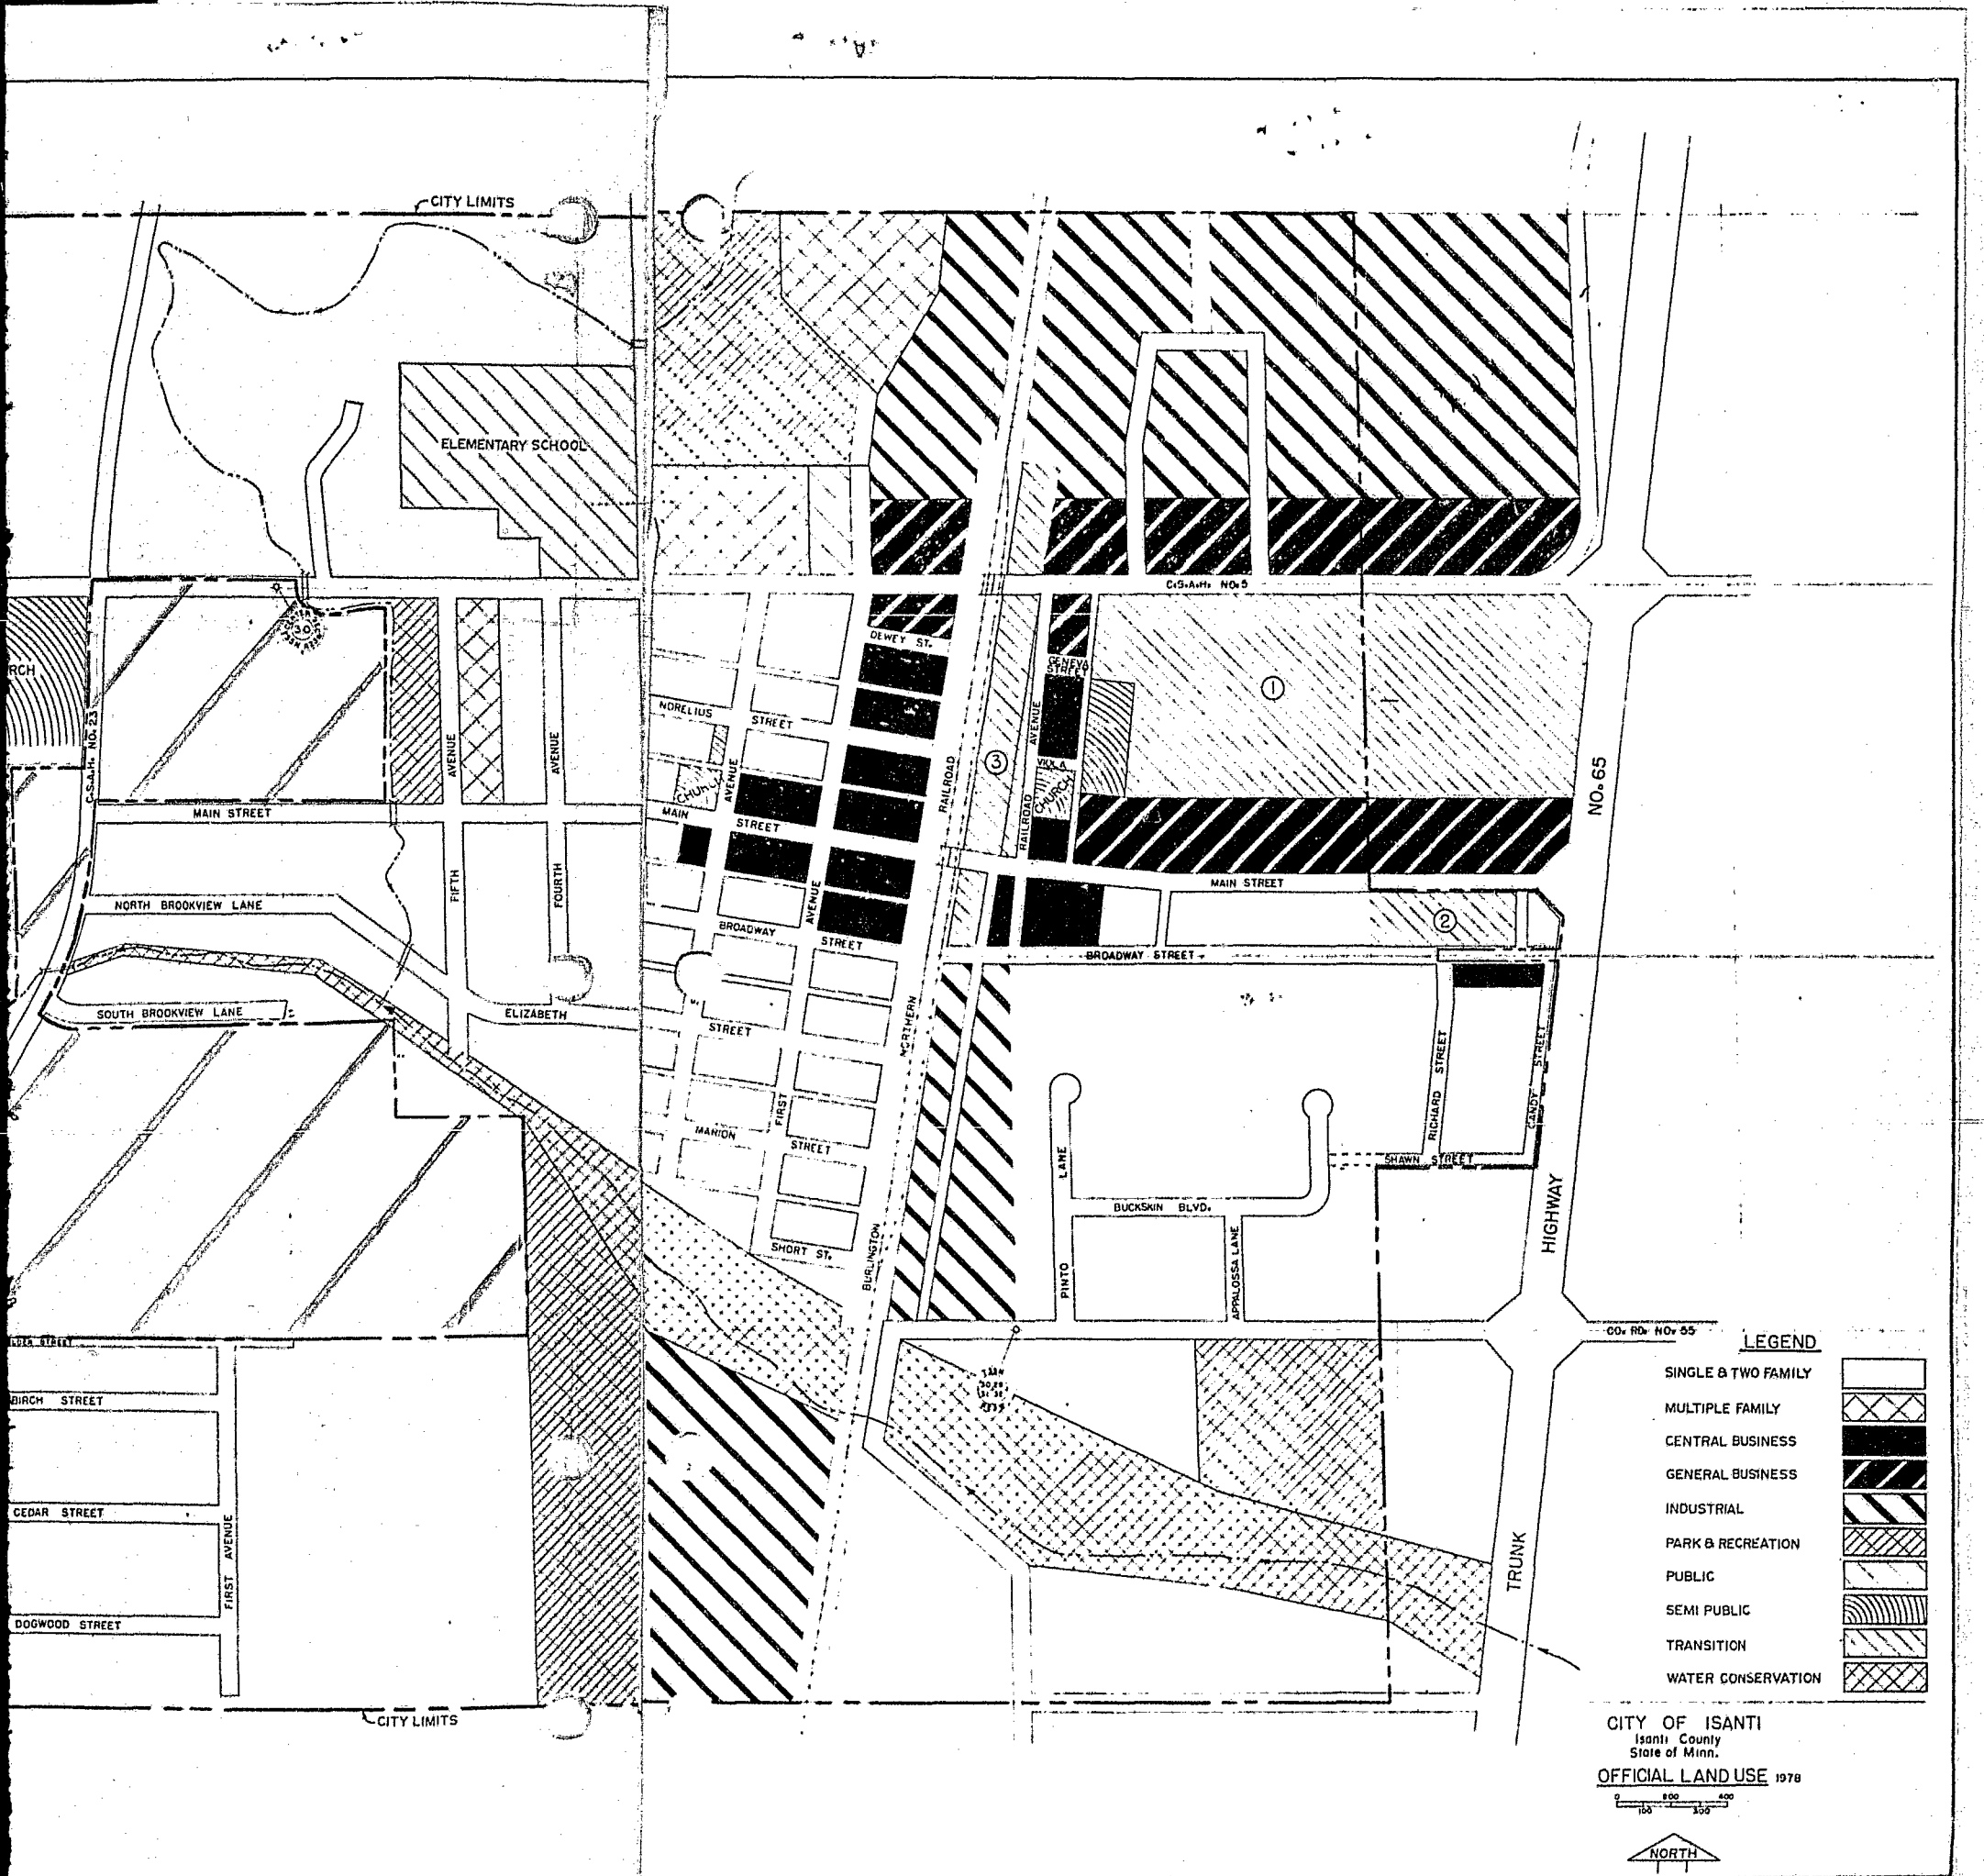 CITY LIMITS
ELEMENTARY SCHOOL
C.S.A.H. NO. 5
DEWEY ST.
GENEVA
STREET
RCH
C.S.A.H. NO. 23
AVENUE
AVENUE
NORELIUS
STREET
AVENUE
RAILROAD
AVENUE
1
3
NO. 65
VIOLA
CHURCH
CHURCH
RAILROAD
MAIN STREET
MAIN
STREET
MAIN STREET
FIFTH
FOURTH
AVENUE
2
NORTH BROOKVIEW LANE
BROADWAY
STREET
BROADWAY STREET
SOUTH BROOKVIEW LANE
ELIZABETH
STREET
NORTHERN
RICHARD STREET
CANDY STREET
FIRST
MARION
STREET
LANE
SHAWN STREET
BUCKSKIN BLVD.
HIGHWAY
SHORT ST.
BURLINGTON
PINTO
APPALOSSA LANE
CO. RD. NO. 55
BIRCH STREET
CEDAR STREET
FIRST AVENUE
DOGWOOD STREET
TRUNK
CITY LIMITS
LEGEND
SINGLE & TWO FAMILY
MULTIPLE FAMILY
CENTRAL BUSINESS
GENERAL BUSINESS
INDUSTRIAL
PARK & RECREATION
PUBLIC
SEMI PUBLIC
TRANSITION
WATER CONSERVATION
CITY OF ISANTI
Isanti County
State of Minn.
OFFICIAL LAND USE 1978
NORTH